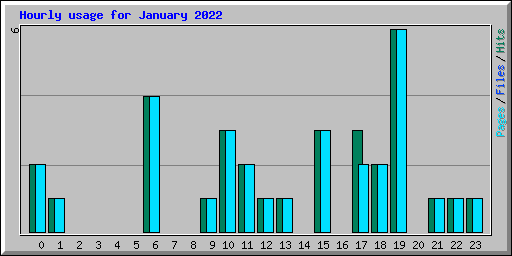 Hourly usage for January 2022
6
Pages/Files/Hits
0 1 2 3 4 5 6 7 8 9 10 11 12 13 14 15 16 17 18 19 20 21 22 23